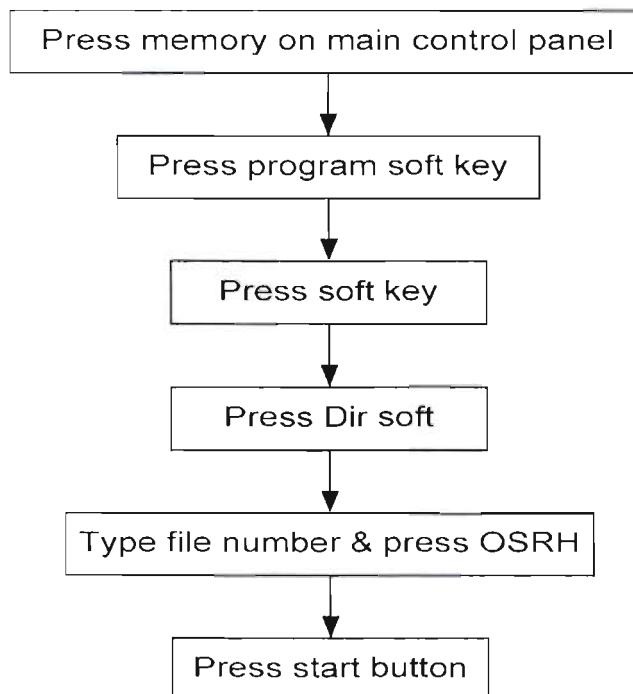 Press memory on main control panel
Press program soft key
Press soft key
Press Dir soft
Type file number & press OSRH
Press start button